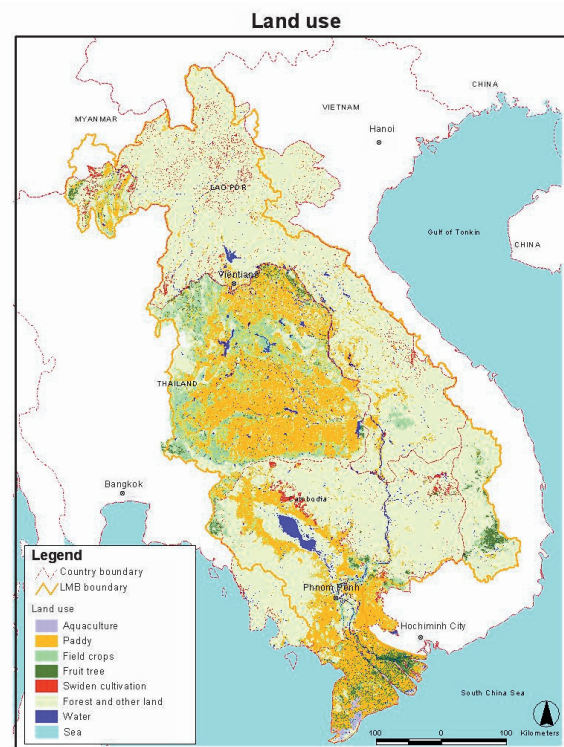 Land use
CHINA
VIETNAM
MYANMAR
Hanoi
LAO PDR
Gulf of Tonkin
CHINA
Vientiane
THAILAND
Bangkok
Cambodia
Phnom Penh
Hochiminh City
South China Sea
Legend
Country boundary
LMB boundary
Land use
Aquaculture
Paddy
Field crops
Fruit tree
Swiden cultivation
Forest and other land
Water
Sea
Kilometers
100 0 100